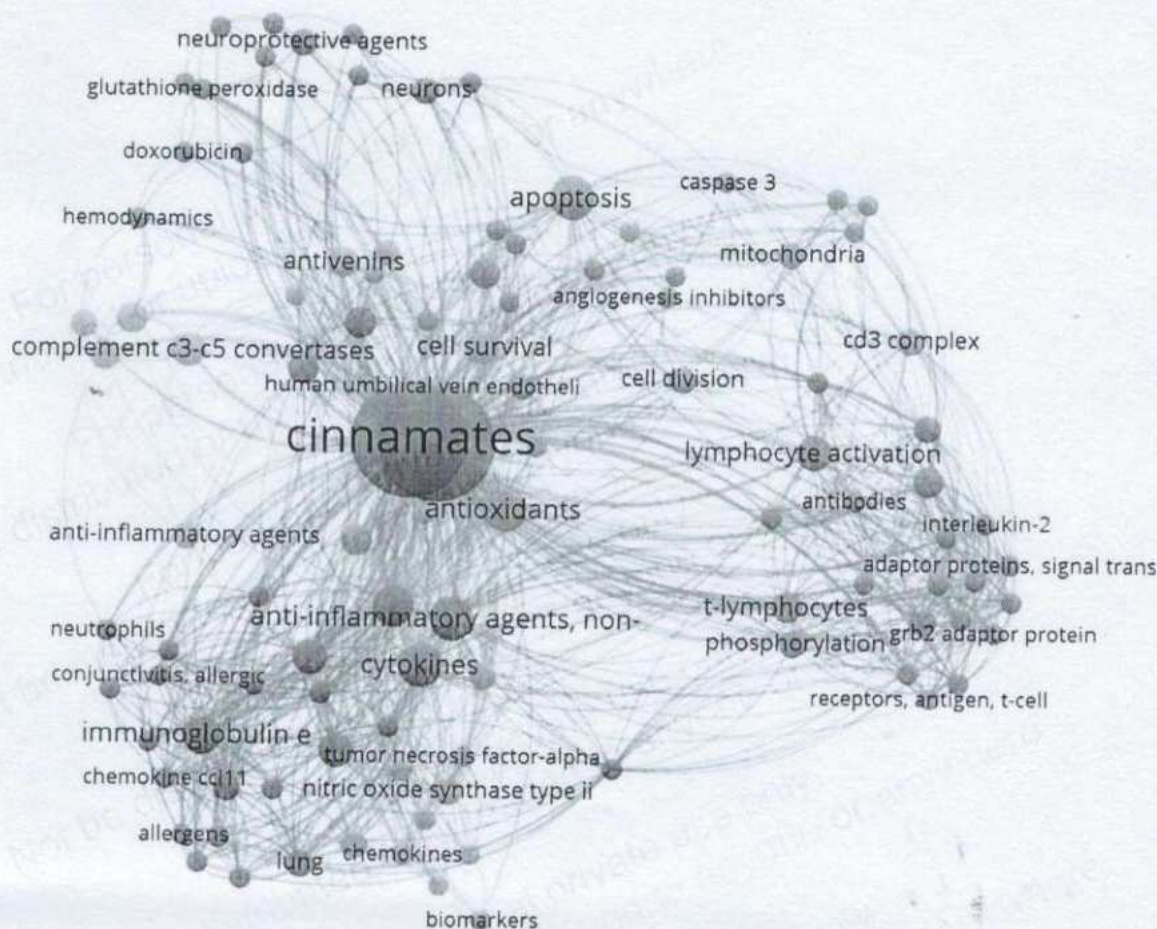 neuroprotective agents
glutathione peroxidase
neurons
doxorubicin
caspase 3
apoptosis
hemodynamics
mitochondria
antivenins
angiogenesis inhibitors
cd3 complex
complement c3-c5 convertases
cell survival
human umbilical vein endotheli
cell division
cinnamates
lymphocyte activation
antioxidants
antibodies
interleukin-2
anti-inflammatory agents
adaptor proteins, signal trans
anti-inflammatory agents, non-
t-lymphocytes
neutrophils
phosphorylation
grb2 adaptor protein
cytokines
conjunctivitis, allergic
receptors, antigen, t-cell
immunoglobulin e
tumor necrosis factor-alpha
chemokine ccl11
nitric oxide synthase type ii
allergens
lung
chemokines
biomarkers